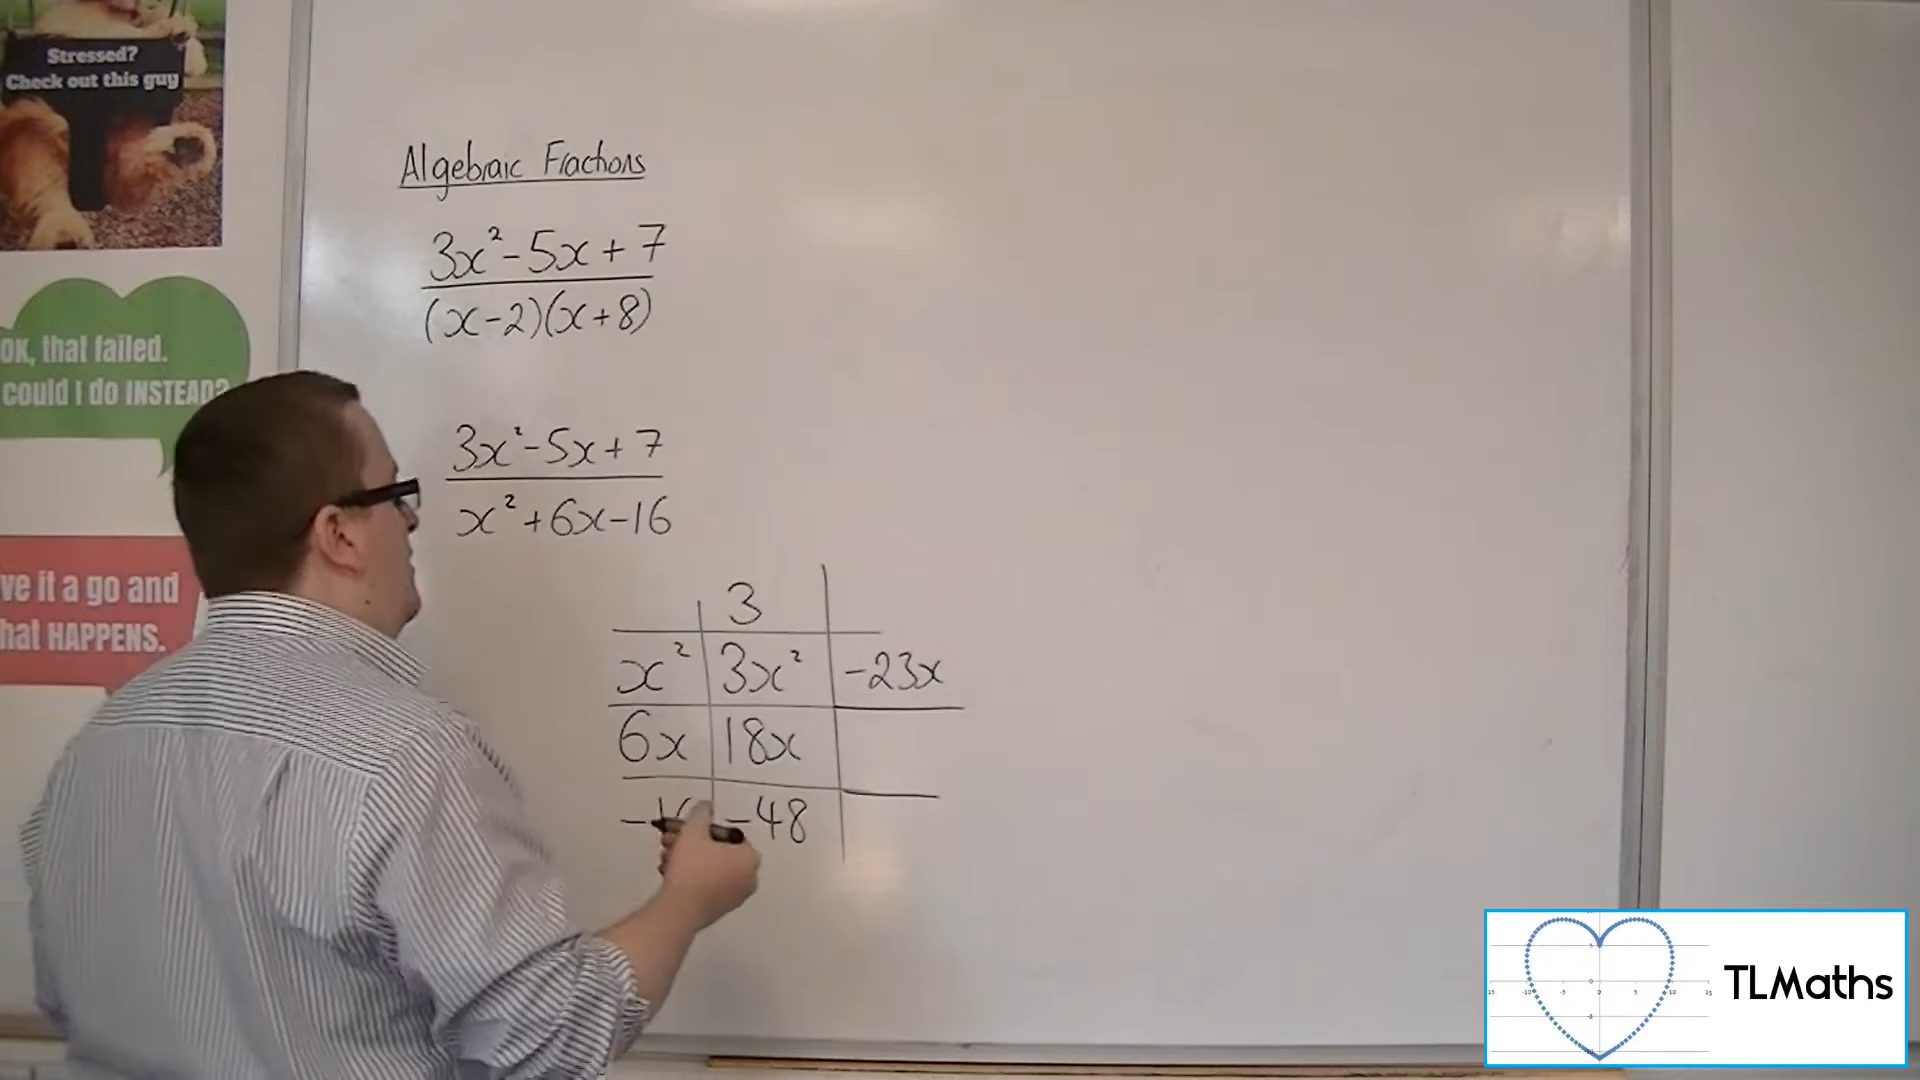 Stressed?
Check out this guy
OK, that failed.
could I do INSTEAD?
ve it a go and
hat HAPPENS.
Algebraic Fractions
3x² - 5x + 7
(x - 2)(x + 8)
3x² - 5x + 7
x² + 6x - 16
3
x² 3x² -23x
6x 18x
-48
TLMaths